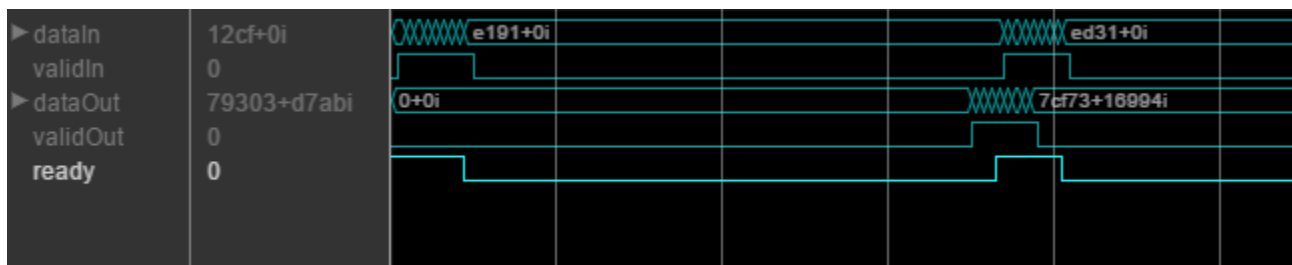 dataIn 12cf+0i e191+0i ed31+0i
validIn 0
dataOut 79303+d7abi 0+0i 7cf73+16994i
validOut 0
ready 0